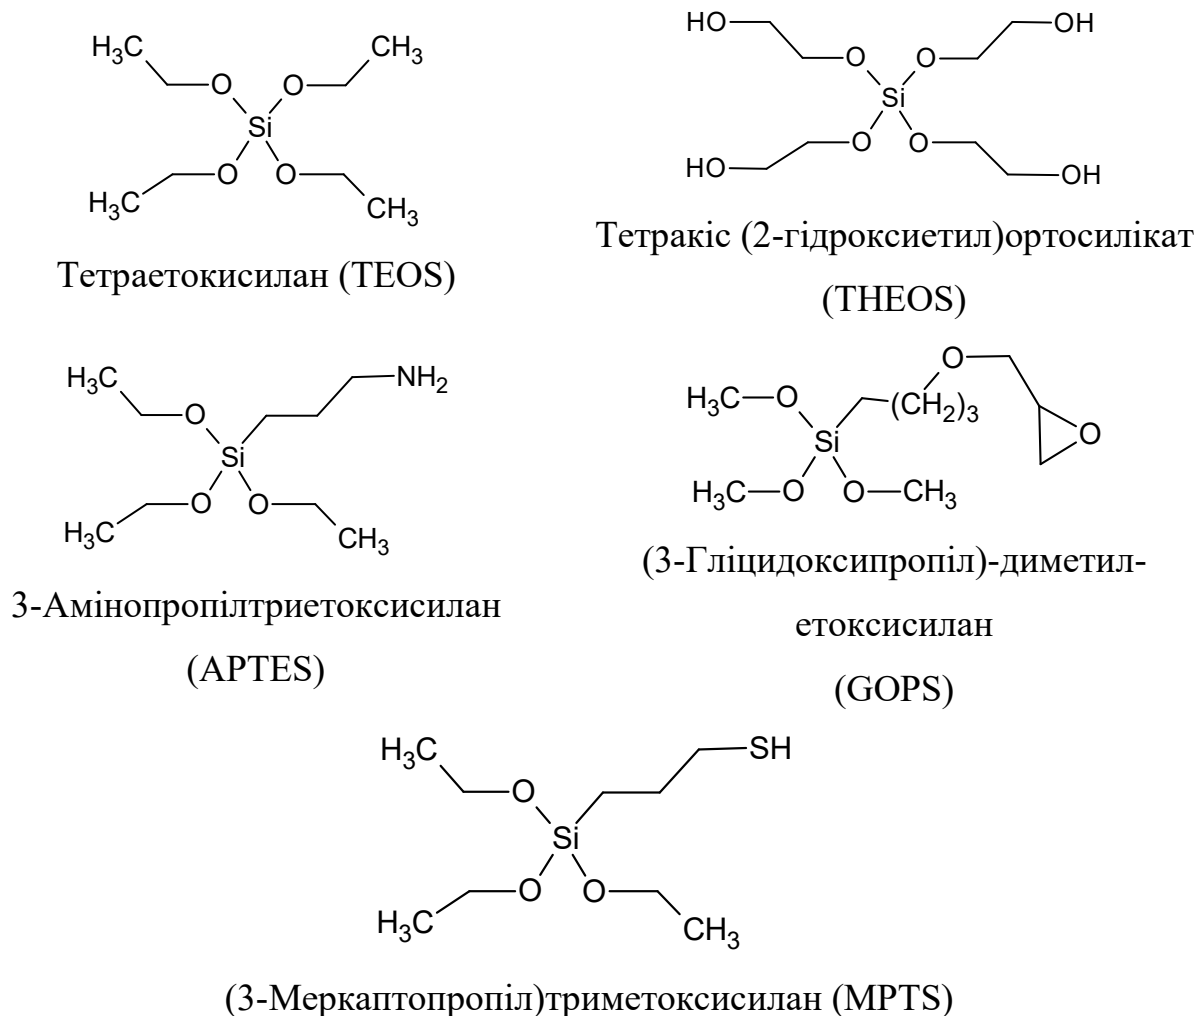 H₃C CH₃
O O
Si
O O
H₃C CH₃
Тетраетокисилан (TEOS)
HO OH
O O
Si
O O
HO OH
Тетракіс (2-гідроксиетил)ортосилікат
(THEOS)
H₃C NH₂
O
Si
O O
H₃C CH₃
3-Амінопропілтриетоксисилан
(APTES)
O
H₃C O (CH₂)₃
Si O
H₃C O O CH₃
(3-Гліцидоксипропіл)-диметил-
етоксисилан
(GOPS)
H₃C SH
O
Si
O O
H₃C CH₃
(3-Меркаптопропіл)триметоксисилан (MPTS)